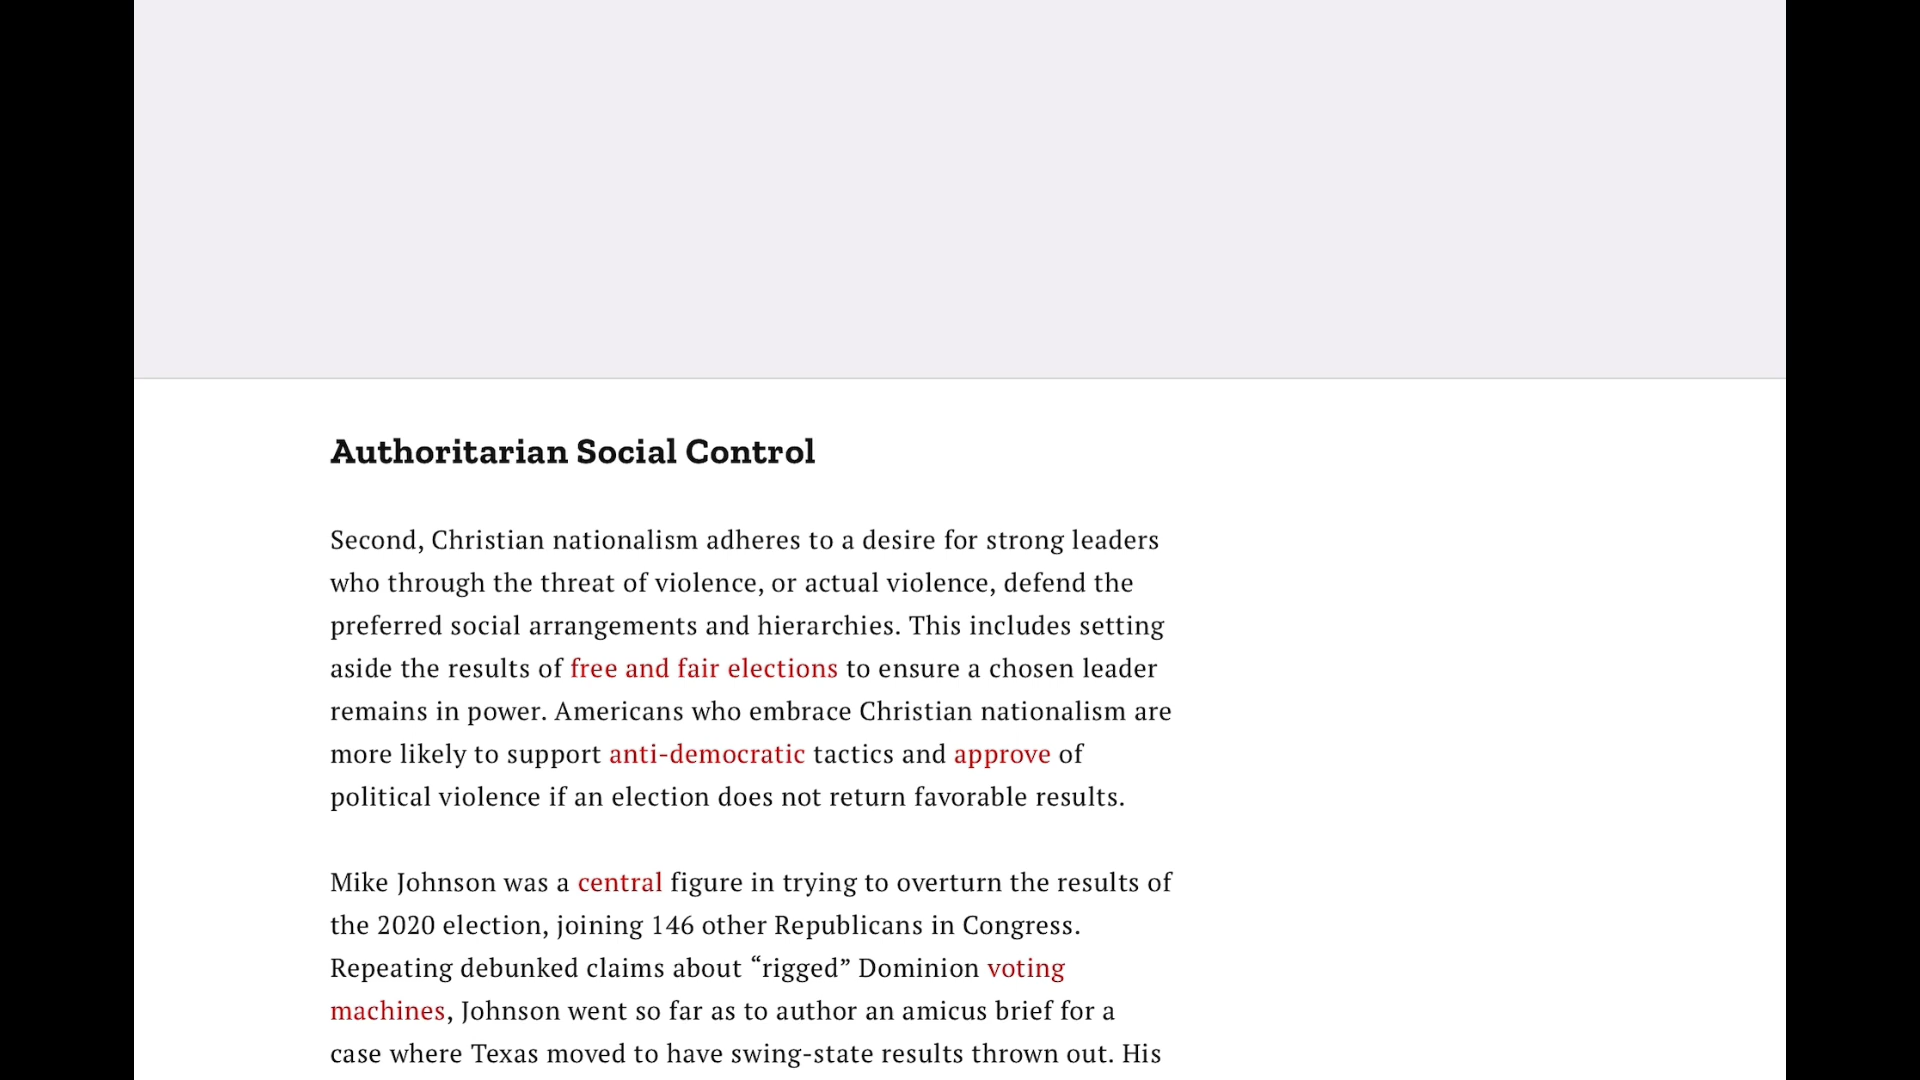 Authoritarian Social Control
Second, Christian nationalism adheres to a desire for strong leaders
who through the threat of violence, or actual violence, defend the
preferred social arrangements and hierarchies. This includes setting
aside the results of free and fair elections to ensure a chosen leader
remains in power. Americans who embrace Christian nationalism are
more likely to support anti-democratic tactics and approve of
political violence if an election does not return favorable results.
Mike Johnson was a central figure in trying to overturn the results of
the 2020 election, joining 146 other Republicans in Congress.
Repeating debunked claims about “rigged” Dominion voting
machines, Johnson went so far as to author an amicus brief for a
case where Texas moved to have swing-state results thrown out. His